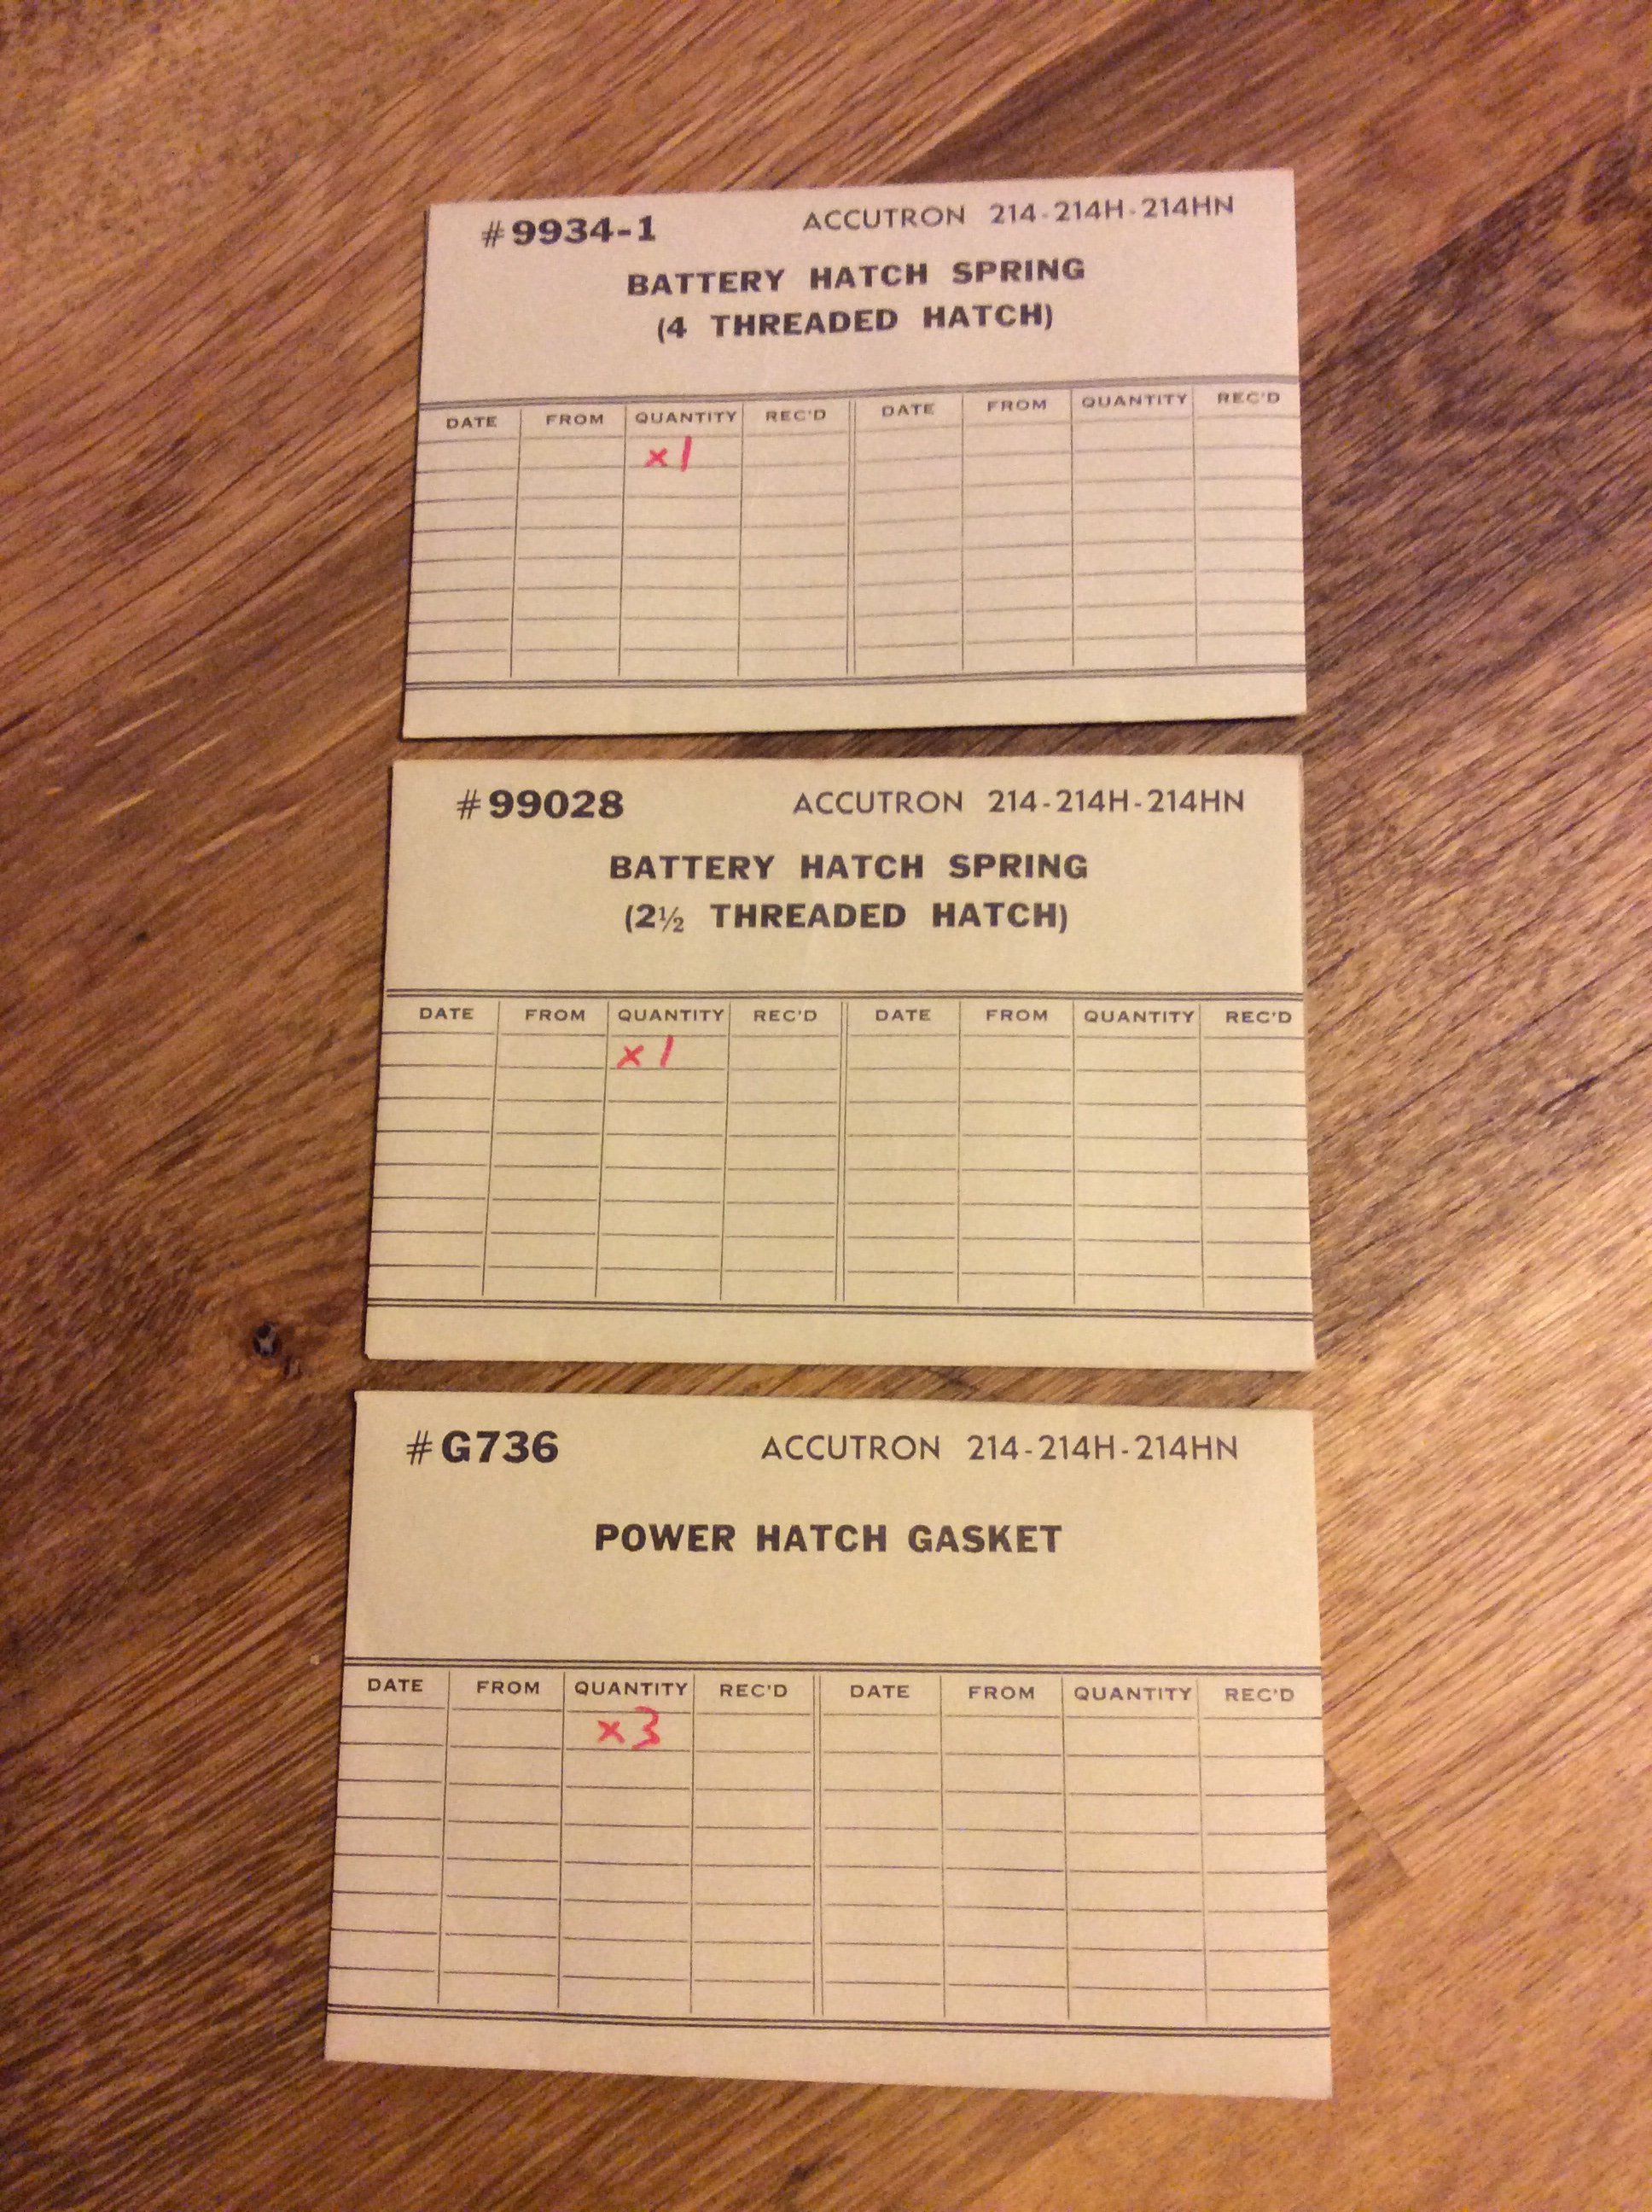 #9934-1 ACCUTRON 214-214H-214HN
BATTERY HATCH SPRING
(4 THREADED HATCH)
DATE FROM QUANTITY REC'D DATE FROM QUANTITY REC'D
x1
#99028 ACCUTRON 214-214H-214HN
BATTERY HATCH SPRING
(2½ THREADED HATCH)
DATE FROM QUANTITY REC'D DATE FROM QUANTITY REC'D
x1
#G736 ACCUTRON 214-214H-214HN
POWER HATCH GASKET
DATE FROM QUANTITY REC'D DATE FROM QUANTITY REC'D
x3